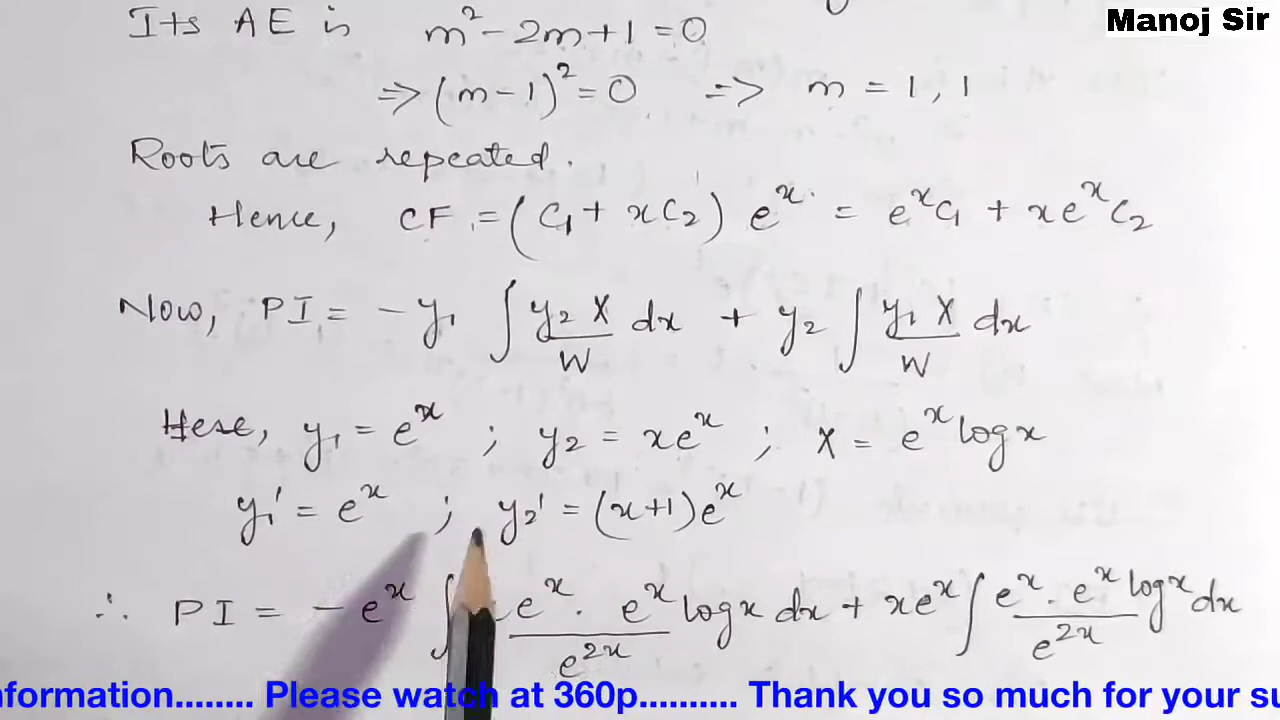 Manoj Sir
Its AE is m² - 2m + 1 = 0
=> (m - 1)² = 0 => m = 1, 1
Roots are repeated.
Hence, CF = (C₁ + xC₂) eˣ = eˣC₁ + xeˣC₂
Now, PI = - y₁ ∫ y₂ X / W dx + y₂ ∫ y₁ X / W dx
Here, y₁ = eˣ ; y₂ = xeˣ ; X = eˣ log x
y₁' = eˣ ; y₂' = (x+1)eˣ
∴ PI = - eˣ ∫ eˣ . eˣ log x / e²ˣ dx + xeˣ ∫ eˣ . eˣ log x / e²ˣ dx
nformation........ Please watch at 360p.......... Thank you so much for your su